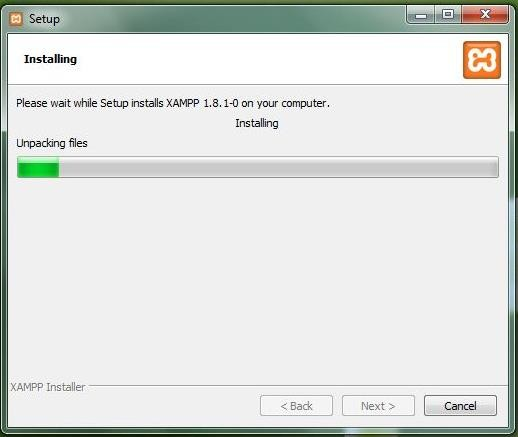 Setup
Installing
Please wait while Setup installs XAMPP 1.8.1-0 on your computer.
Installing
Unpacking files
XAMPP Installer
< Back
Next >
Cancel